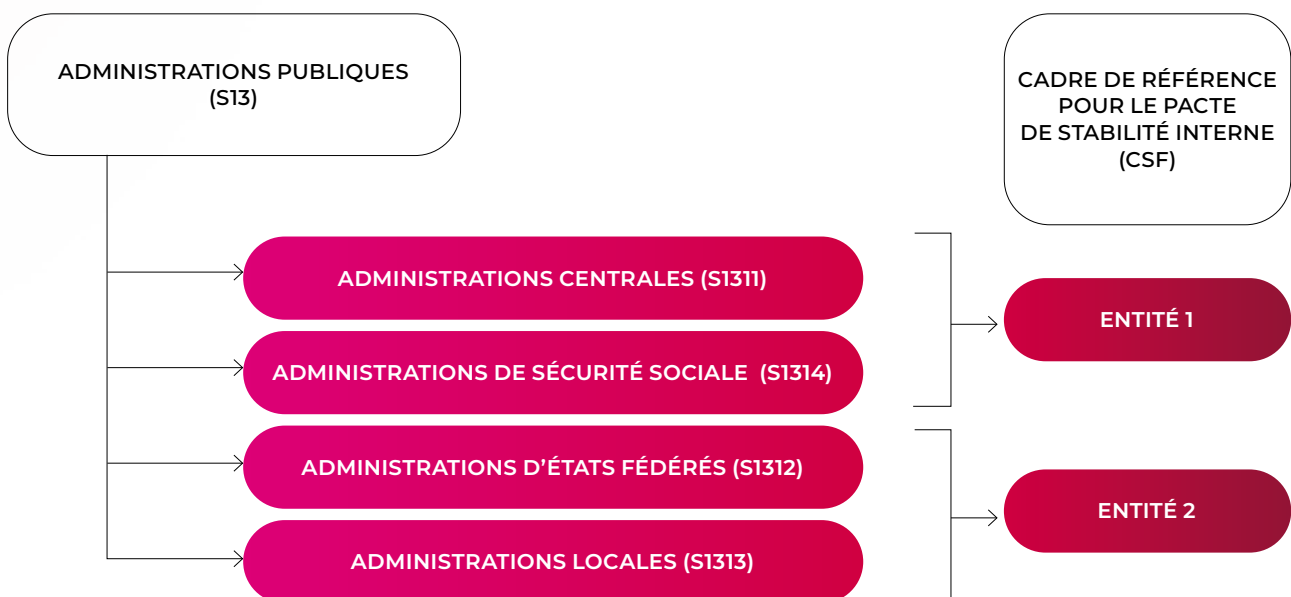 ADMINISTRATIONS PUBLIQUES
(S13)
CADRE DE RÉFÉRENCE
POUR LE PACTE
DE STABILITÉ INTERNE
(CSF)
ADMINISTRATIONS CENTRALES (S1311)
ENTITÉ 1
ADMINISTRATIONS DE SÉCURITÉ SOCIALE (S1314)
ADMINISTRATIONS D’ÉTATS FÉDÉRÉS (S1312)
ENTITÉ 2
ADMINISTRATIONS LOCALES (S1313)